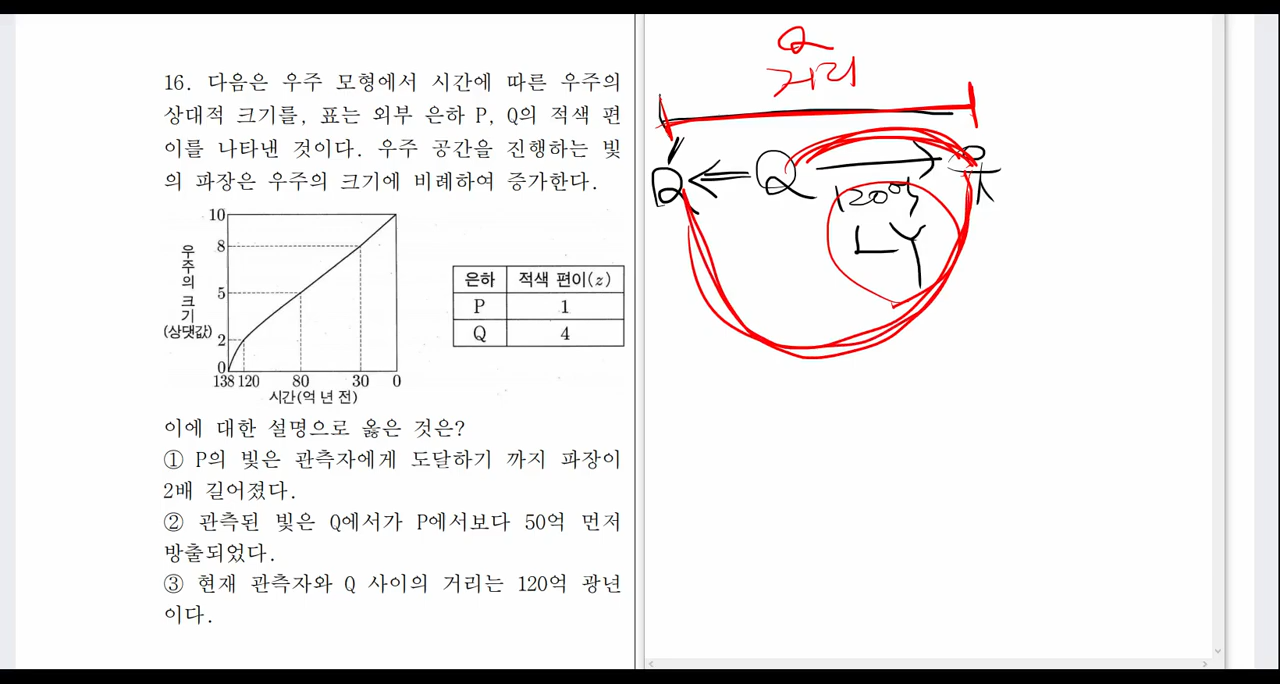 16. 다음은 우주 모형에서 시간에 따른 우주의
상대적 크기를, 표는 외부 은하 P, Q의 적색 편
이를 나타낸 것이다. 우주 공간을 진행하는 빛
의 파장은 우주의 크기에 비례하여 증가한다.
10
8
5
2
0
우주의 크기
(상댓값)
138 120 80 30 0
시간(억 년 전)
은하 적색 편이(z)
P 1
Q 4
이에 대한 설명으로 옳은 것은?
① P의 빛은 관측자에게 도달하기 까지 파장이
2배 길어졌다.
② 관측된 빛은 Q에서가 P에서보다 50억 먼저
방출되었다.
③ 현재 관측자와 Q 사이의 거리는 120억 광년
이다.
Q
거리
Q Q
120억
LY